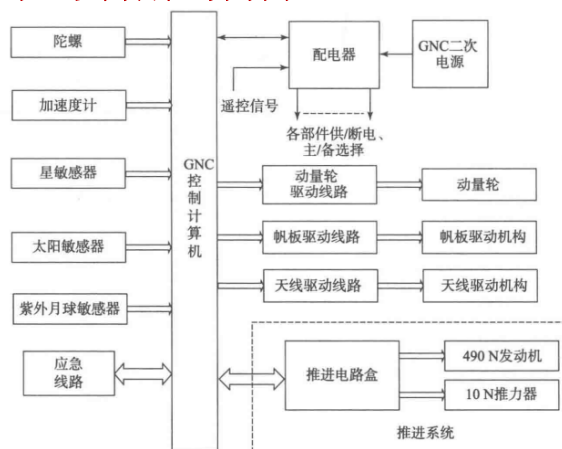 陀螺
加速度计
星敏感器
太阳敏感器
紫外月球敏感器
应急
线路
GNC
控
制
计
算
机
配电器
GNC二次
电源
遥控信号
各部件供/断电、
主/备选择
动量轮
驱动线路
动量轮
帆板驱动线路
帆板驱动机构
天线驱动线路
天线驱动机构
推进电路盒
490 N发动机
10 N推力器
推进系统